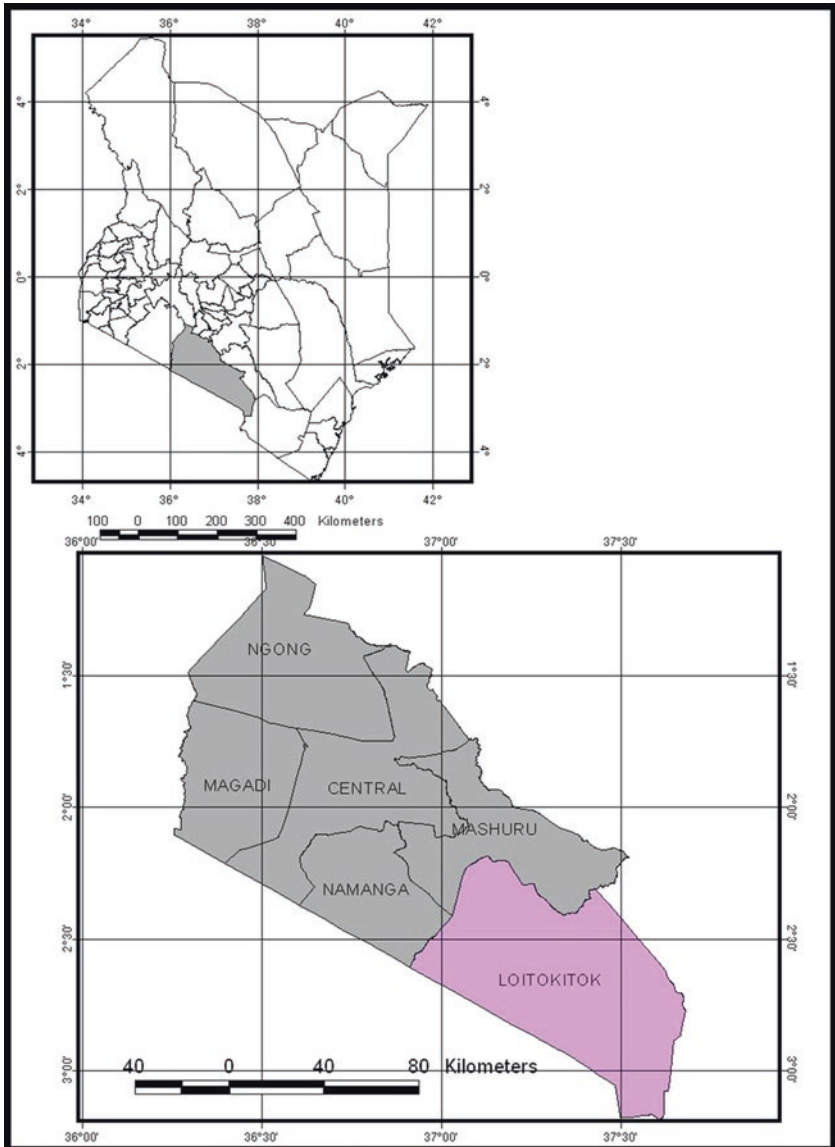 34° 36° 38° 40° 42°
4° 4°
2° 2°
0° 0°
2° 2°
4° 4°
34° 36° 38° 40° 42°
100 0 100 200 300 400 Kilometers
36°00' 36°30' 37°00' 37°30'
NGONG
1°30' 1°30'
MAGADI CENTRAL
2°00' 2°00'
MASHURU
NAMANGA
2°30' 2°30'
LOITOKITOK
40 0 40 80 Kilometers
3°00' 3°00'
36°00' 36°30' 37°00' 37°30'